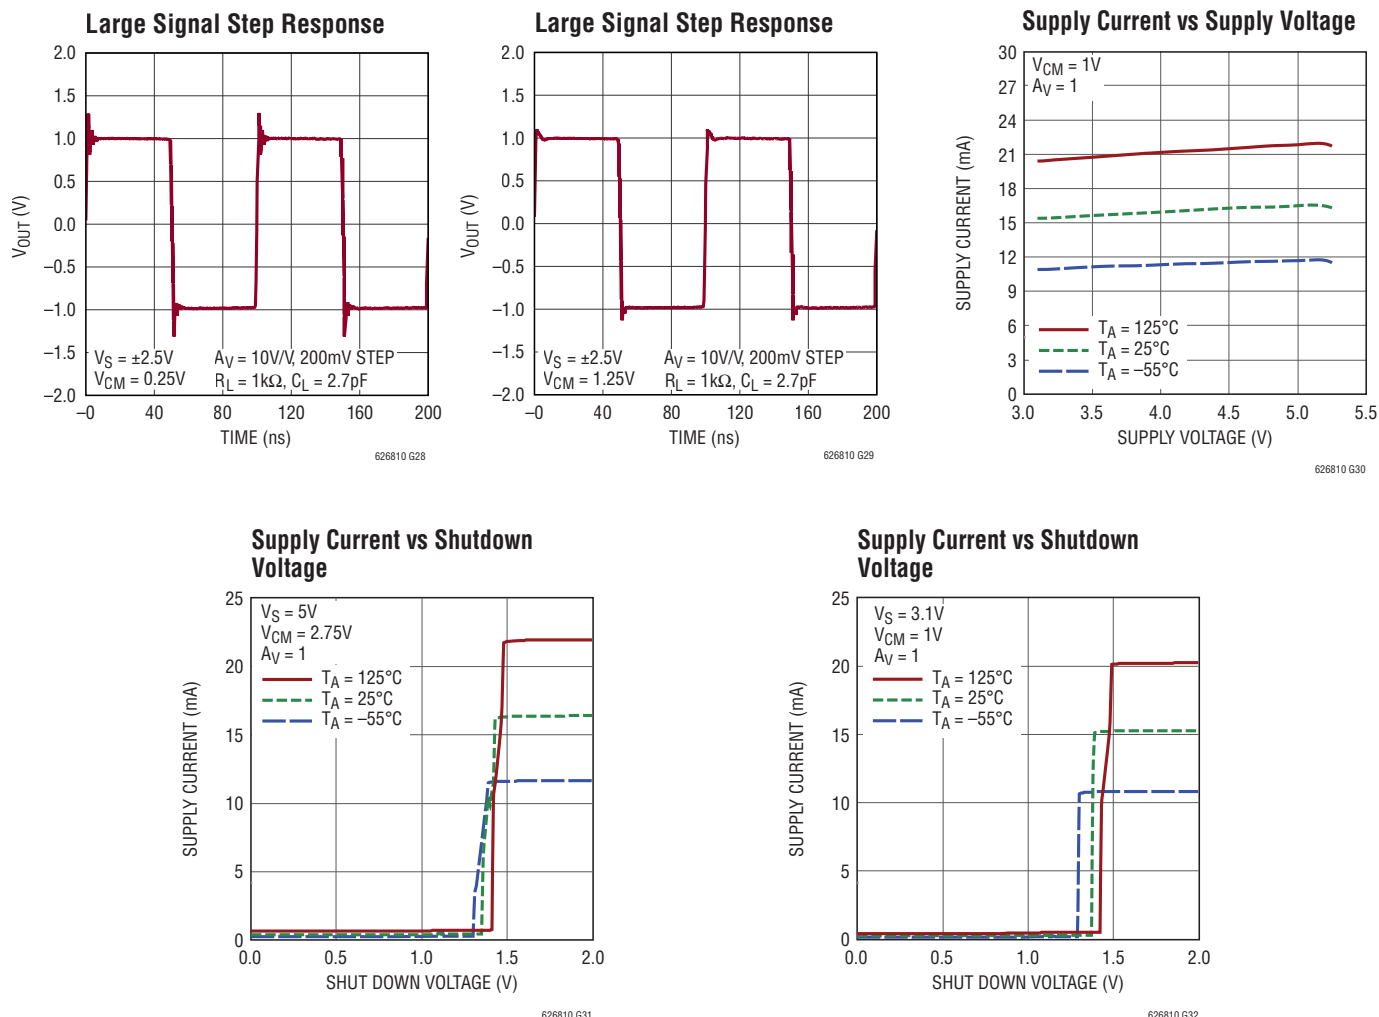 Large Signal Step Response
2.0
1.5
1.0
0.5
0.0
–0.5
–1.0
–1.5
–2.0
VOUT (V)
VS = ±2.5V
VCM = 0.25V
AV = 10V/V, 200mV STEP
RL = 1kΩ, CL = 2.7pF
–0 40 80 120 160 200
TIME (ns)
626810 G28
Large Signal Step Response
2.0
1.5
1.0
0.5
0.0
–0.5
–1.0
–1.5
–2.0
VOUT (V)
VS = ±2.5V
VCM = 1.25V
AV = 10V/V, 200mV STEP
RL = 1kΩ, CL = 2.7pF
–0 40 80 120 160 200
TIME (ns)
626810 G29
Supply Current vs Supply Voltage
30
27
24
21
18
15
12
9
6
3
0
SUPPLY CURRENT (mA)
VCM = 1V
AV = 1
TA = 125°C
TA = 25°C
TA = –55°C
3.0 3.5 4.0 4.5 5.0 5.5
SUPPLY VOLTAGE (V)
626810 G30
Supply Current vs Shutdown
Voltage
25
20
15
10
5
0
SUPPLY CURRENT (mA)
VS = 5V
VCM = 2.75V
AV = 1
TA = 125°C
TA = 25°C
TA = –55°C
0.0 0.5 1.0 1.5 2.0
SHUT DOWN VOLTAGE (V)
626810 G31
Supply Current vs Shutdown
Voltage
25
20
15
10
5
0
SUPPLY CURRENT (mA)
VS = 3.1V
VCM = 1V
AV = 1
TA = 125°C
TA = 25°C
TA = –55°C
0.0 0.5 1.0 1.5 2.0
SHUT DOWN VOLTAGE (V)
626810 G32